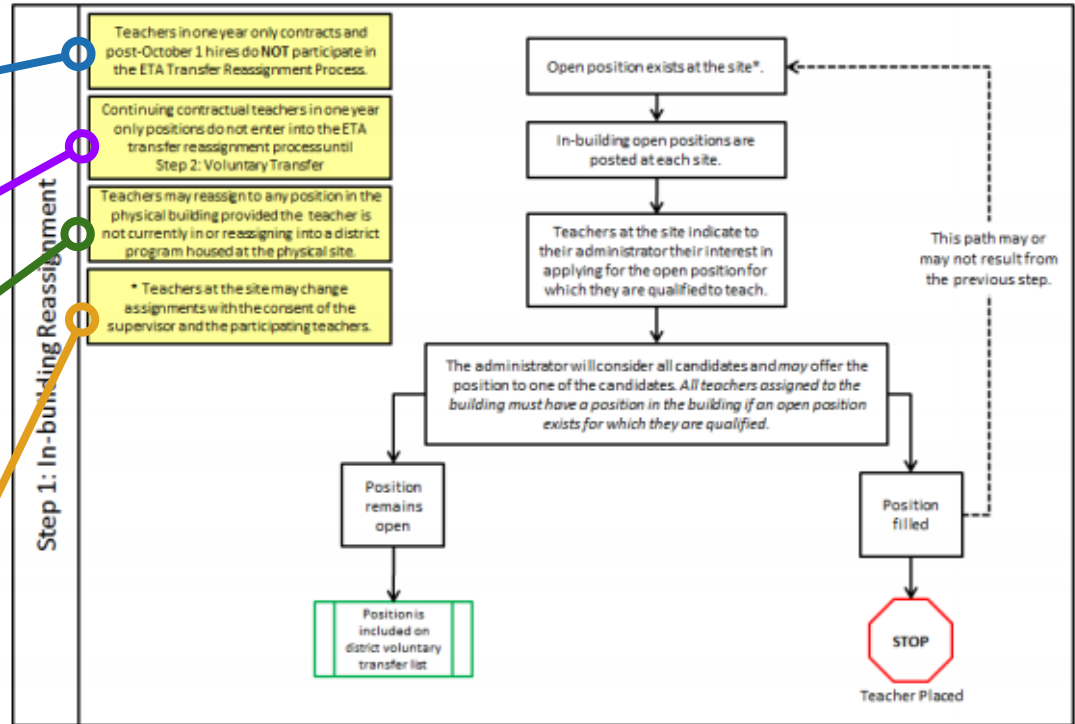 Step 1: In-building Reassignment
Teachers in one year only contracts and
post-October 1 hires do NOT participate in
the ETA Transfer Reassignment Process.
Continuing contractual teachers in one year
only positions do not enter into the ETA
transfer reassignment process until
Step 2: Voluntary Transfer
Teachers may reassign to any position in the
physical building provided the teacher is
not currently in or reassigning into a district
program housed at the physical site.
* Teachers at the site may change
assignments with the consent of the
supervisor and the participating teachers.
Open position exists at the site*.
In-building open positions are
posted at each site.
Teachers at the site indicate to
their administrator their interest in
applying for the open position for
which they are qualified to teach.
This path may or
may not result from
the previous step.
The administrator will consider all candidates and may offer the
position to one of the candidates. All teachers assigned to the
building must have a position in the building if an open position
exists for which they are qualified.
Position
remains
open
Position
filled
Position is
included on
district voluntary
transfer list
STOP
Teacher Placed